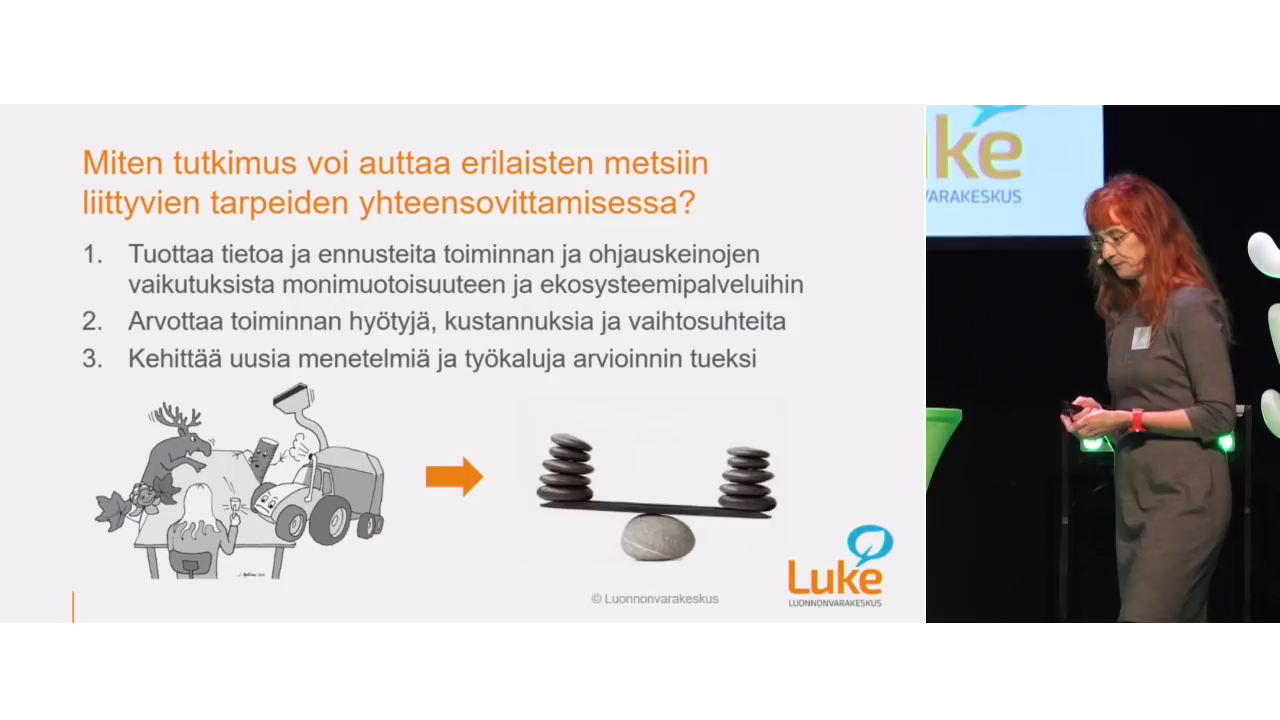 Miten tutkimus voi auttaa erilaisten metsiin
liittyvien tarpeiden yhteensovittamisessa?
1. Tuottaa tietoa ja ennusteita toiminnan ja ohjauskeinojen
vaikutuksista monimuotoisuuteen ja ekosysteemipalveluihin
2. Arvottaa toiminnan hyötyjä, kustannuksia ja vaihtosuhteita
3. Kehittää uusia menetelmiä ja työkaluja arvioinnin tueksi
© Luonnonvarakeskus
Luke
LUONNONVARAKESKUS
uke
VARAKESKUS